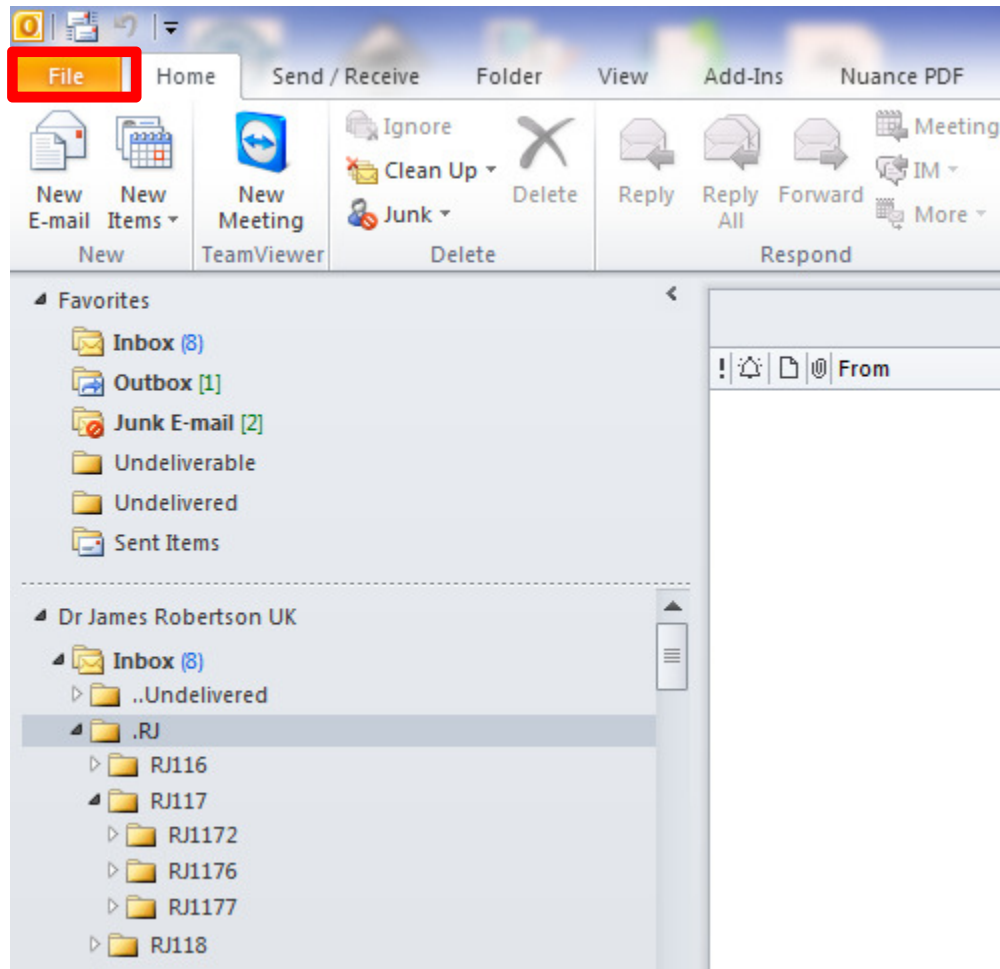 File Home Send / Receive Folder View Add-Ins Nuance PDF
New E-mail
New Items
New Meeting
Ignore
Clean Up
Junk
Delete
Reply
Reply All
Forward
Meeting
IM
More
New TeamViewer Delete Respond
Favorites
Inbox (8)
Outbox [1]
Junk E-mail [2]
Undeliverable
Undelivered
Sent Items
! From
Dr James Robertson UK
Inbox (8)
..Undelivered
.RJ
RJ116
RJ117
RJ1172
RJ1176
RJ1177
RJ118